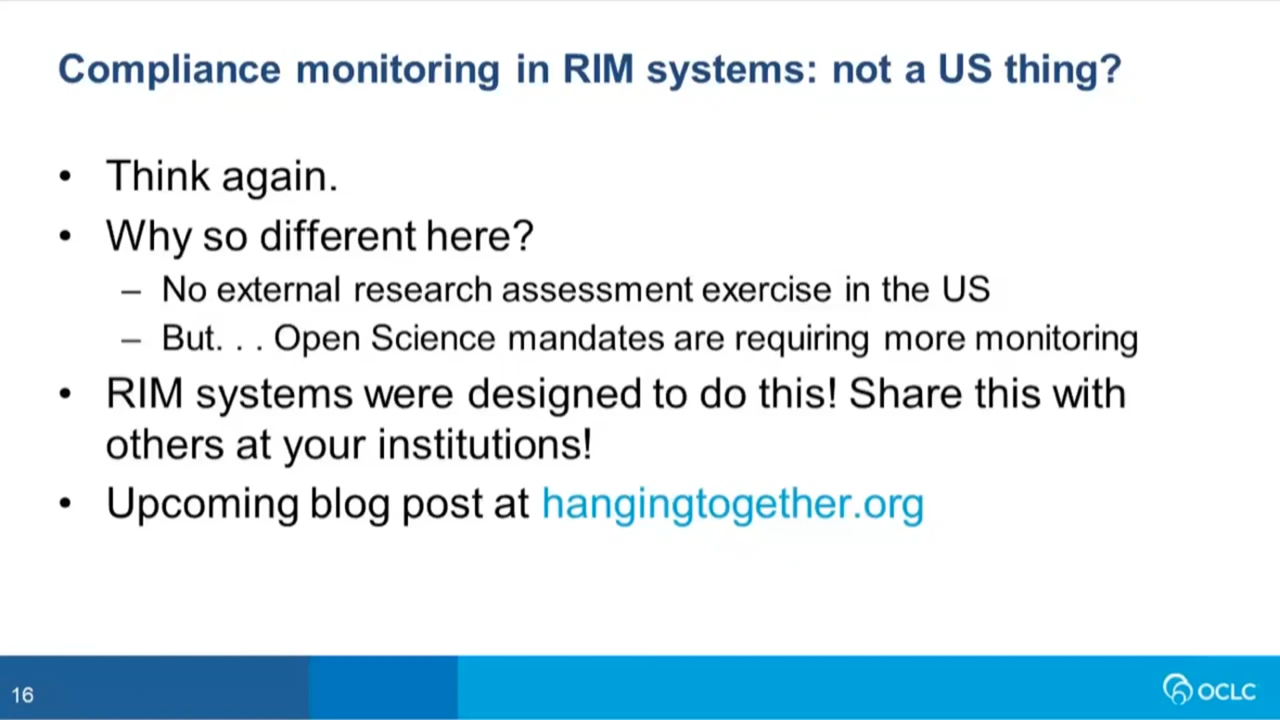 Compliance monitoring in RIM systems: not a US thing?
• Think again.
• Why so different here?
– No external research assessment exercise in the US
– But. . . Open Science mandates are requiring more monitoring
• RIM systems were designed to do this! Share this with
others at your institutions!
• Upcoming blog post at hangingtogether.org
16
OCLC